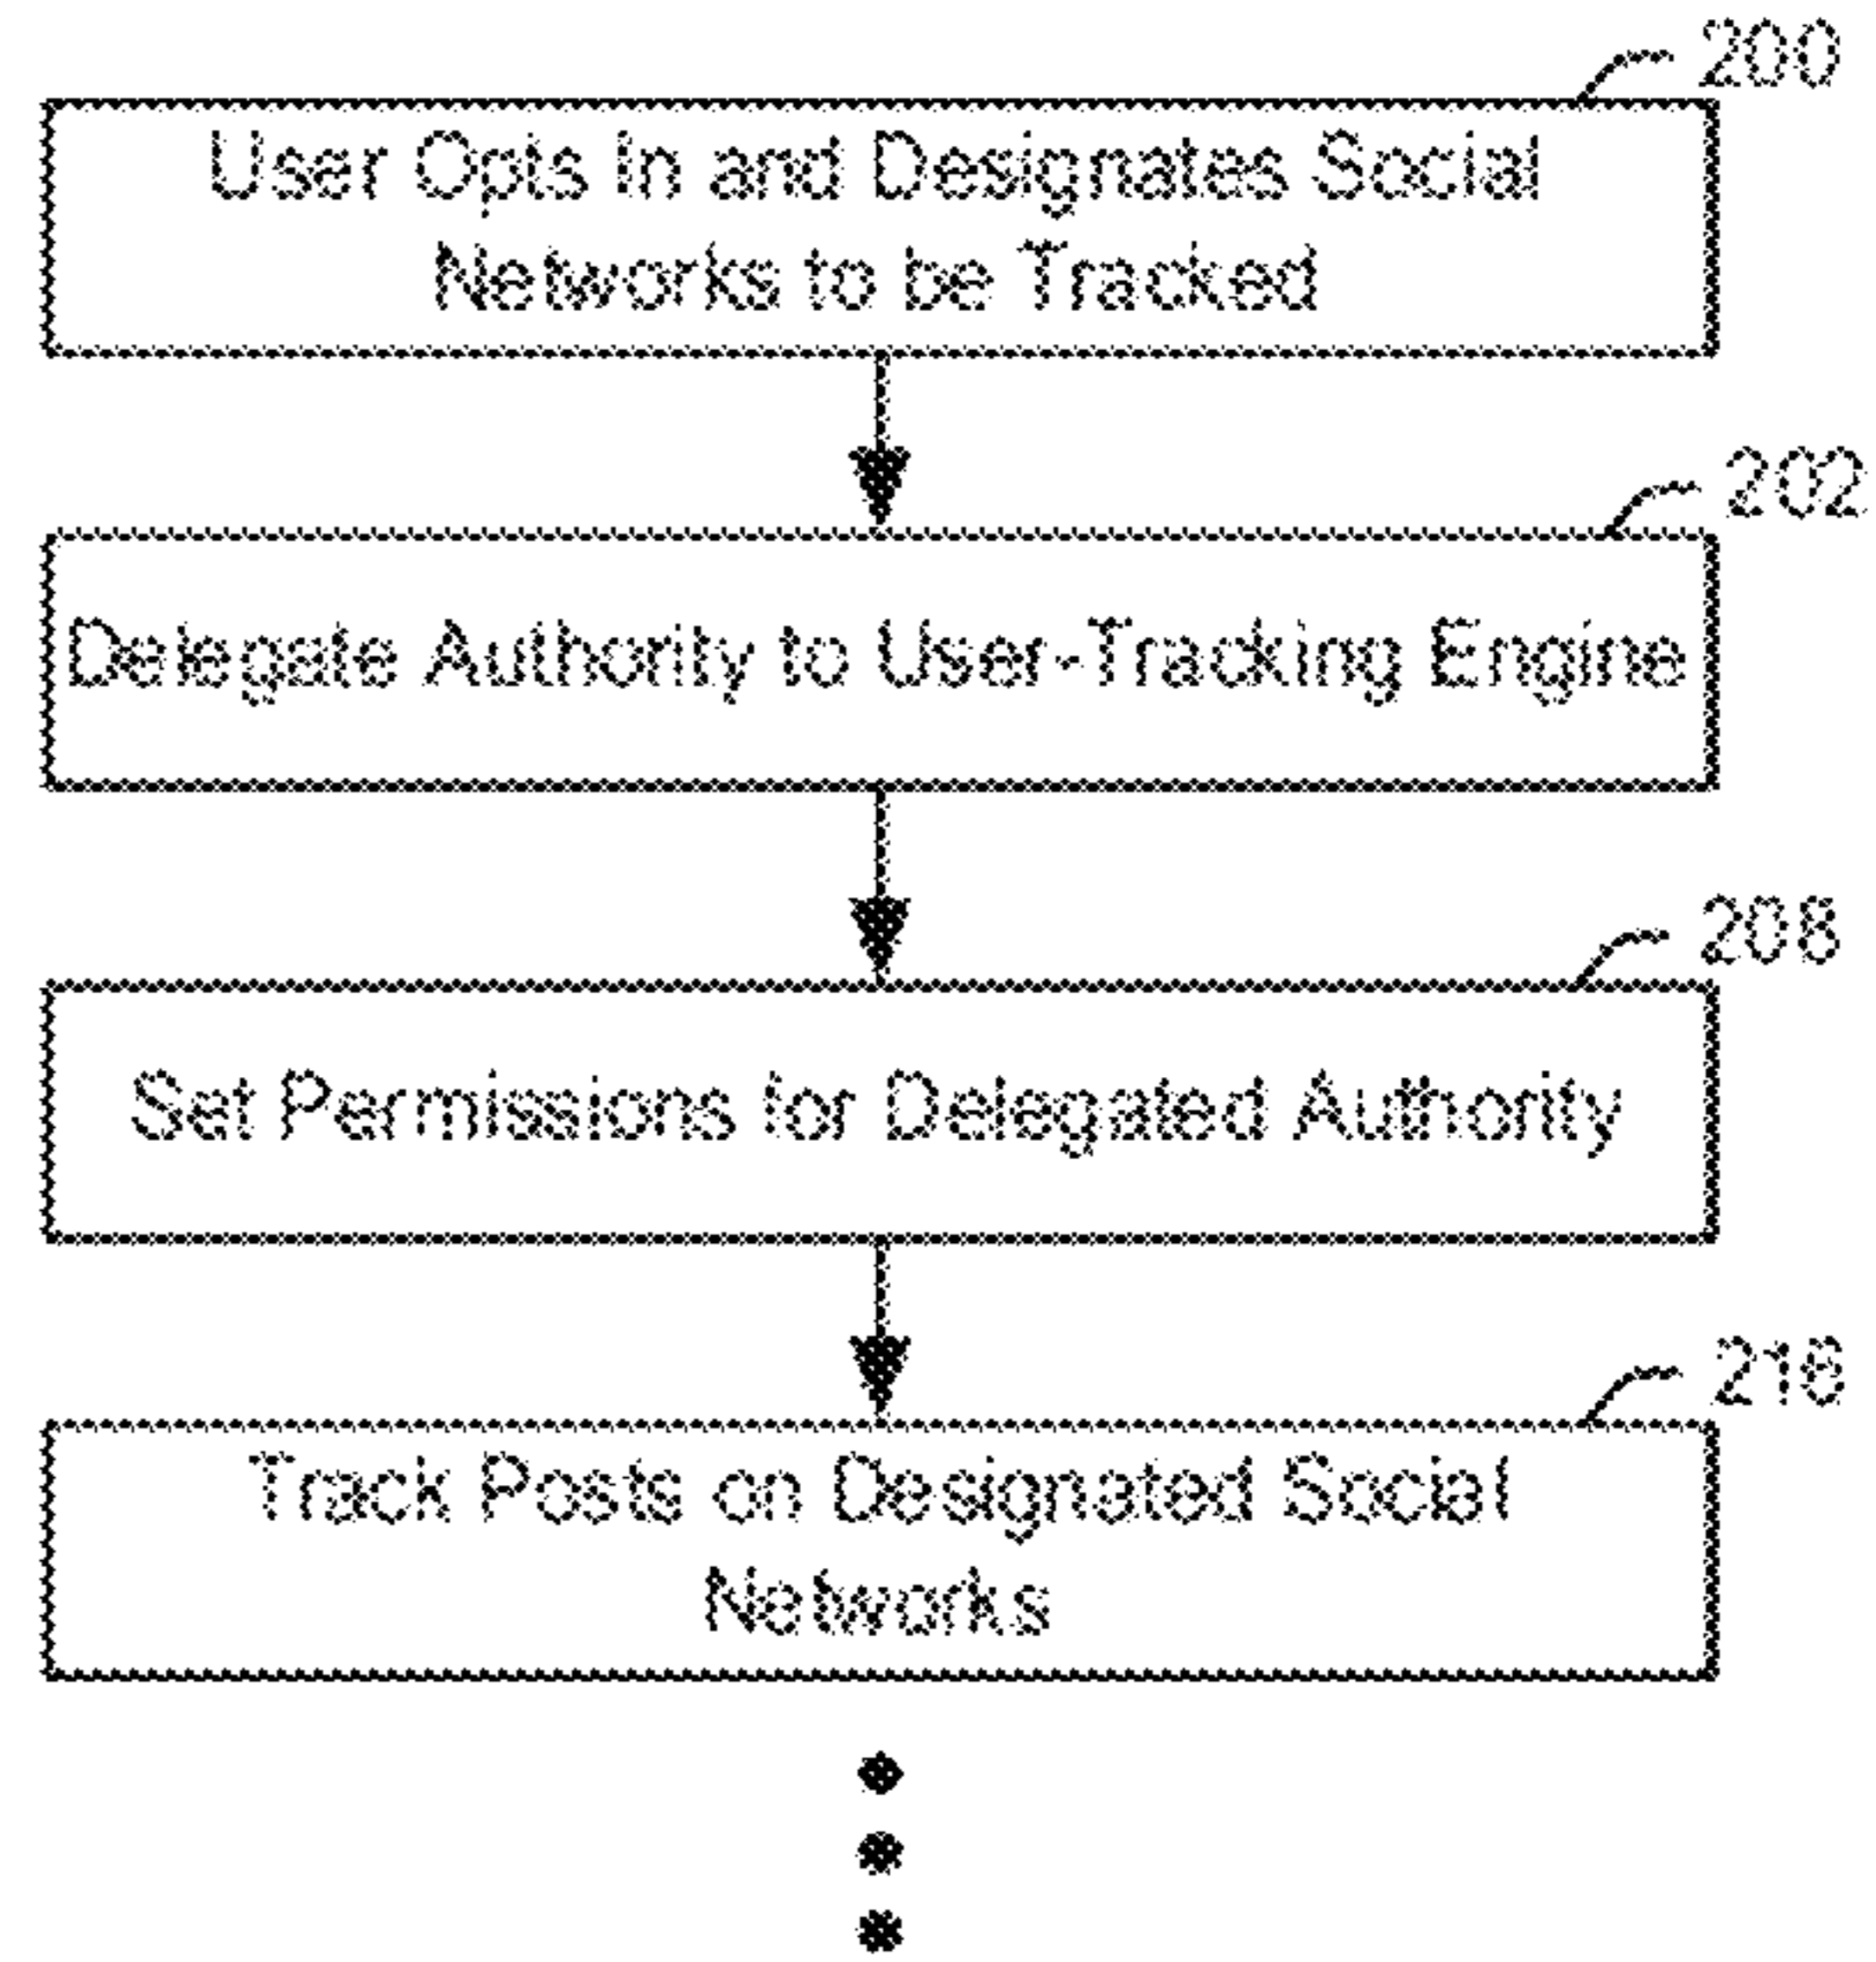 200
User Opts In and Designates Social
Networks to be Tracked
202
Delegate Authority to User-Tracking Engine
208
Set Permissions for Delegated Authority
218
Track Posts on Designated Social
Networks